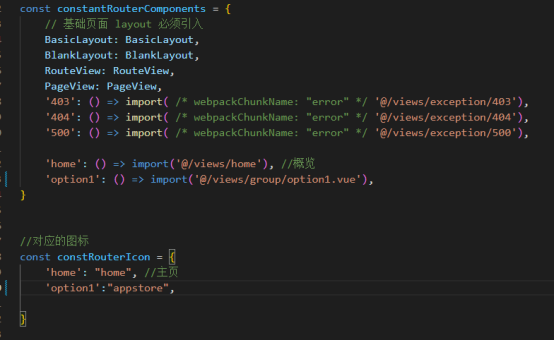 const constantRouterComponents = {
// 基础页面 layout 必须引入
BasicLayout: BasicLayout,
BlankLayout: BlankLayout,
RouteView: RouteView,
PageView: PageView,
'403': () => import( /* webpackChunkName: "error" */ '@/views/exception/403'),
'404': () => import( /* webpackChunkName: "error" */ '@/views/exception/404'),
'500': () => import( /* webpackChunkName: "error" */ '@/views/exception/500'),
'home': () => import('@/views/home'), //概览
'option1': () => import('@/views/group/option1.vue'),
}
//对应的图标
const constRouterIcon = {
'home': "home", //主页
'option1':"appstore",
}